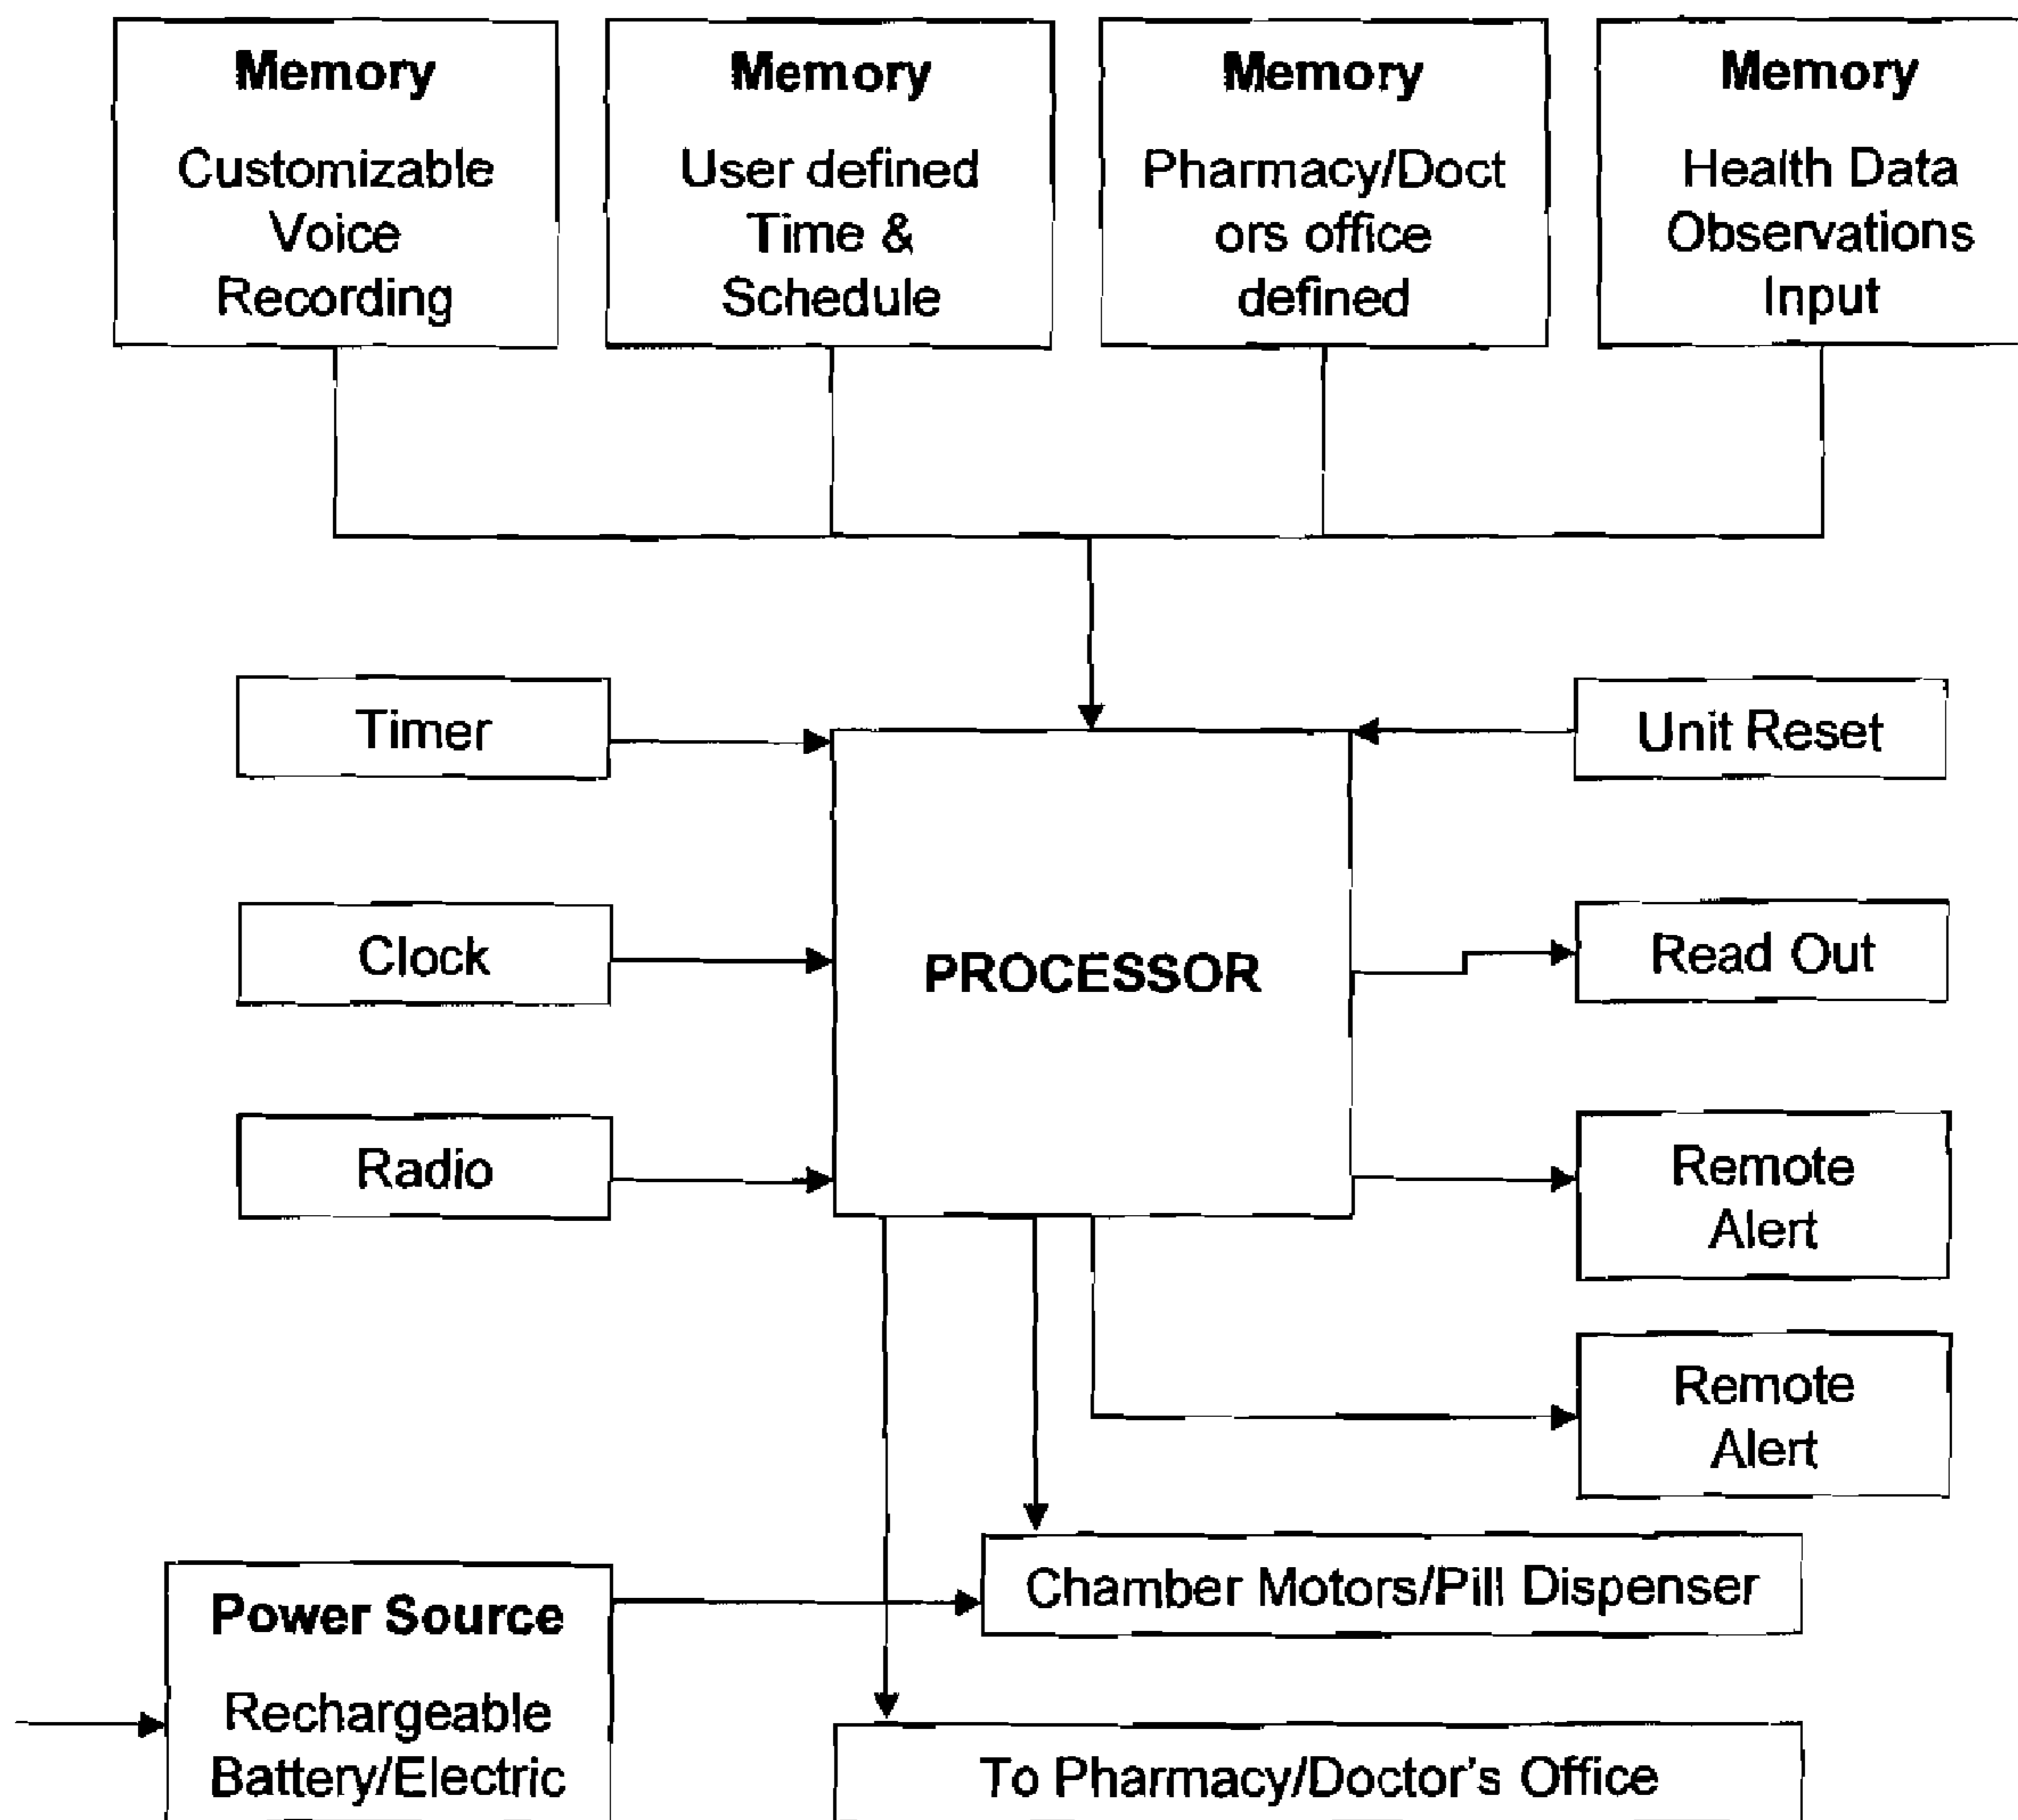 Memory
Customizable
Voice
Recording
Memory
User defined
Time &
Schedule
Memory
Pharmacy/Doct
ors office
defined
Memory
Health Data
Observations
Input
Timer
Unit Reset
Clock
PROCESSOR
Read Out
Radio
Remote
Alert
Remote
Alert
Chamber Motors/Pill Dispenser
Power Source
Rechargeable
Battery/Electric
To Pharmacy/Doctor's Office